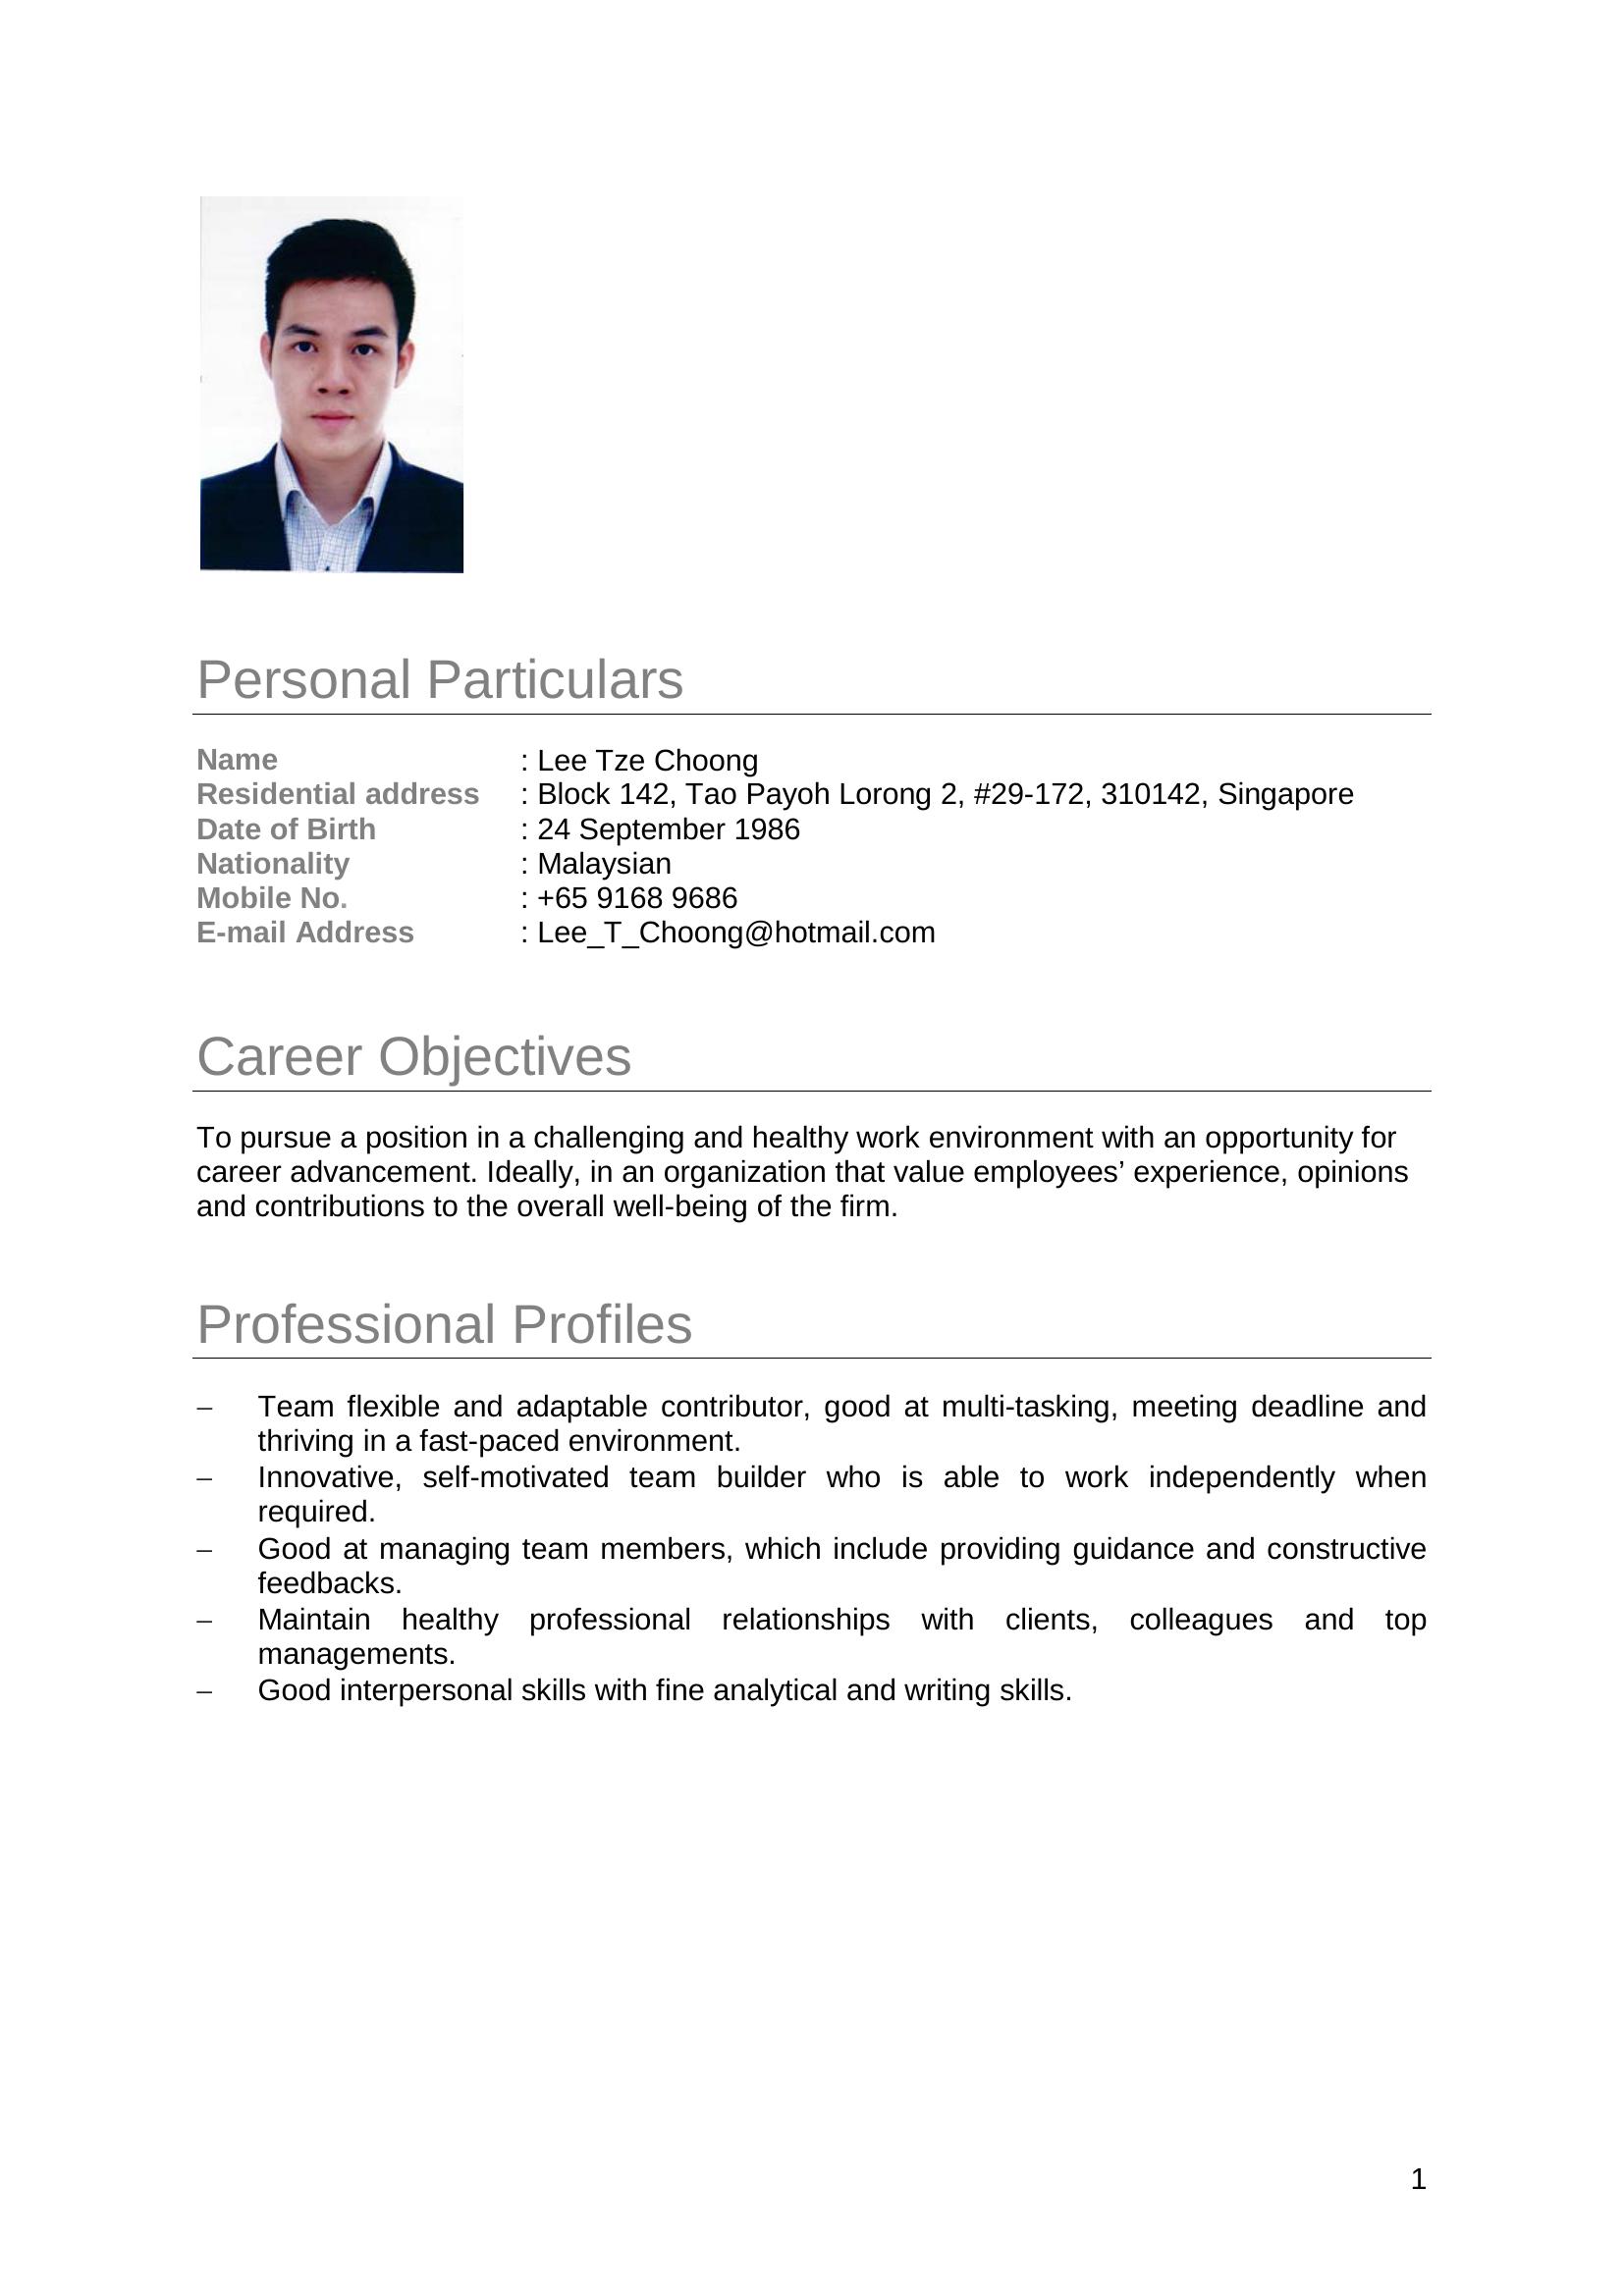 Personal Particulars
Name : Lee Tze Choong
Residential address : Block 142, Tao Payoh Lorong 2, #29-172, 310142, Singapore
Date of Birth : 24 September 1986
Nationality : Malaysian
Mobile No. : +65 9168 9686
E-mail Address : Lee_T_Choong@hotmail.com
Career Objectives
To pursue a position in a challenging and healthy work environment with an opportunity for
career advancement. Ideally, in an organization that value employees’ experience, opinions
and contributions to the overall well-being of the firm.
Professional Profiles
– Team flexible and adaptable contributor, good at multi-tasking, meeting deadline and
thriving in a fast-paced environment.
– Innovative, self-motivated team builder who is able to work independently when
required.
– Good at managing team members, which include providing guidance and constructive
feedbacks.
– Maintain healthy professional relationships with clients, colleagues and top
managements.
– Good interpersonal skills with fine analytical and writing skills.
1